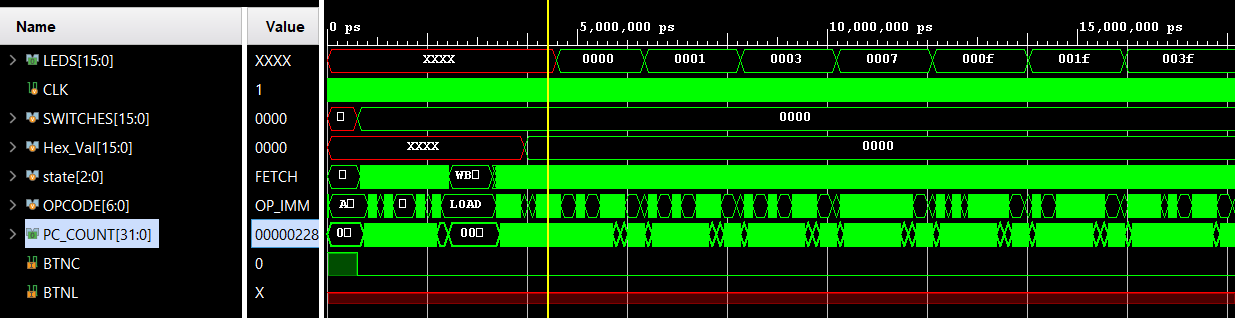 Name Value 0 ps 5,000,000 ps 10,000,000 ps 15,000,000 ps
LEDS[15:0] XXXX XXXX 0000 0001 0003 0007 000f 001f 003f
CLK 1
SWITCHES[15:0] 0000 0000
Hex_Val[15:0] 0000 XXXX 0000
state[2:0] FETCH WB
OPCODE[6:0] OP_IMM A LOAD
PC_COUNT[31:0] 00000228 0 00
BTNC 0
BTNL X